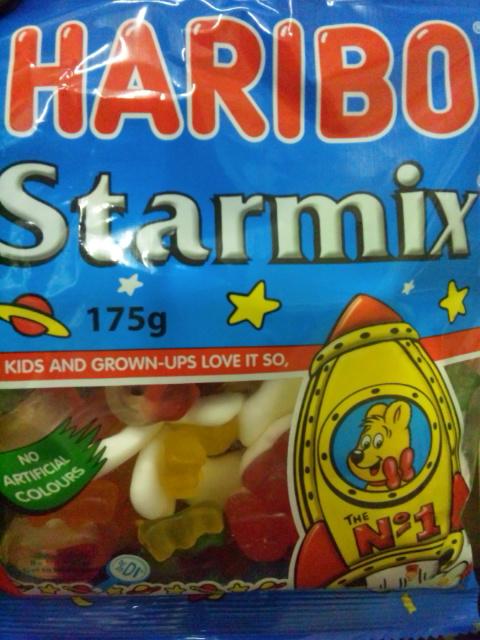 HARIBO
Starmix
175g
KIDS AND GROWN-UPS LOVE IT SO,
NO
ARTIFICIAL
COLOURS
THE
No1